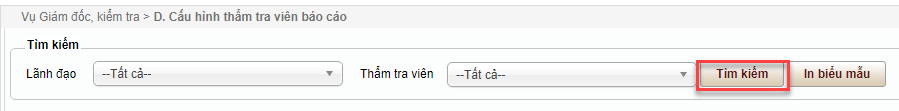 Vụ Giám đốc, kiểm tra > D. Cấu hình thẩm tra viên báo cáo
Tìm kiếm
Lãnh đạo --Tất cả-- Thẩm tra viên --Tất cả-- Tìm kiếm In biểu mẫu